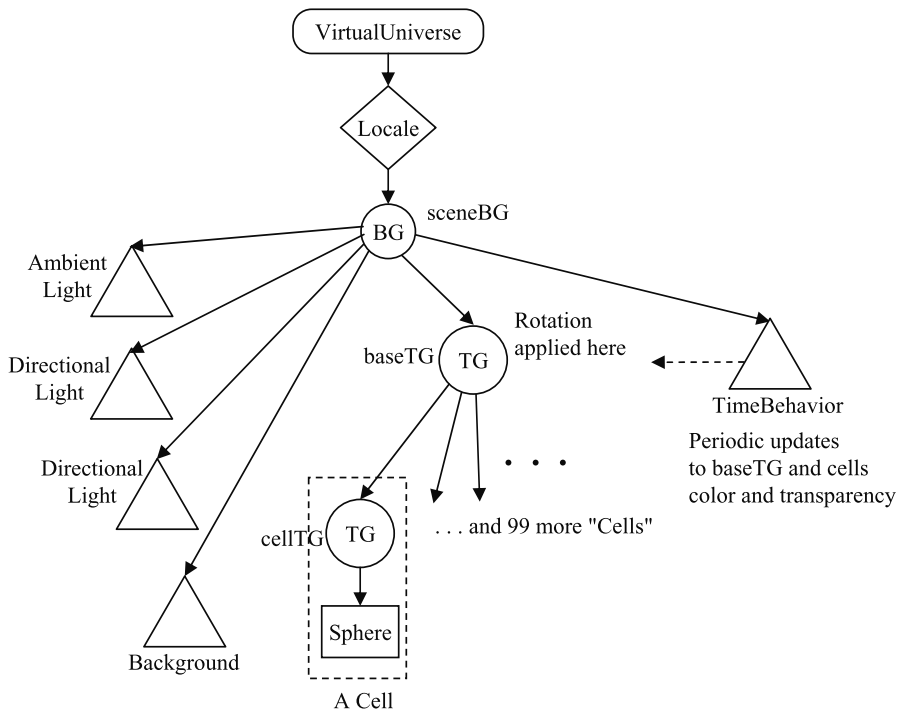 VirtualUniverse
Locale
BG
sceneBG
Ambient
Light
Directional
Light
Directional
Light
Background
baseTG
TG
Rotation
applied here
TimeBehavior
Periodic updates
to baseTG and cells
color and transparency
. . .
cellTG
TG
. . . and 99 more "Cells"
Sphere
A Cell